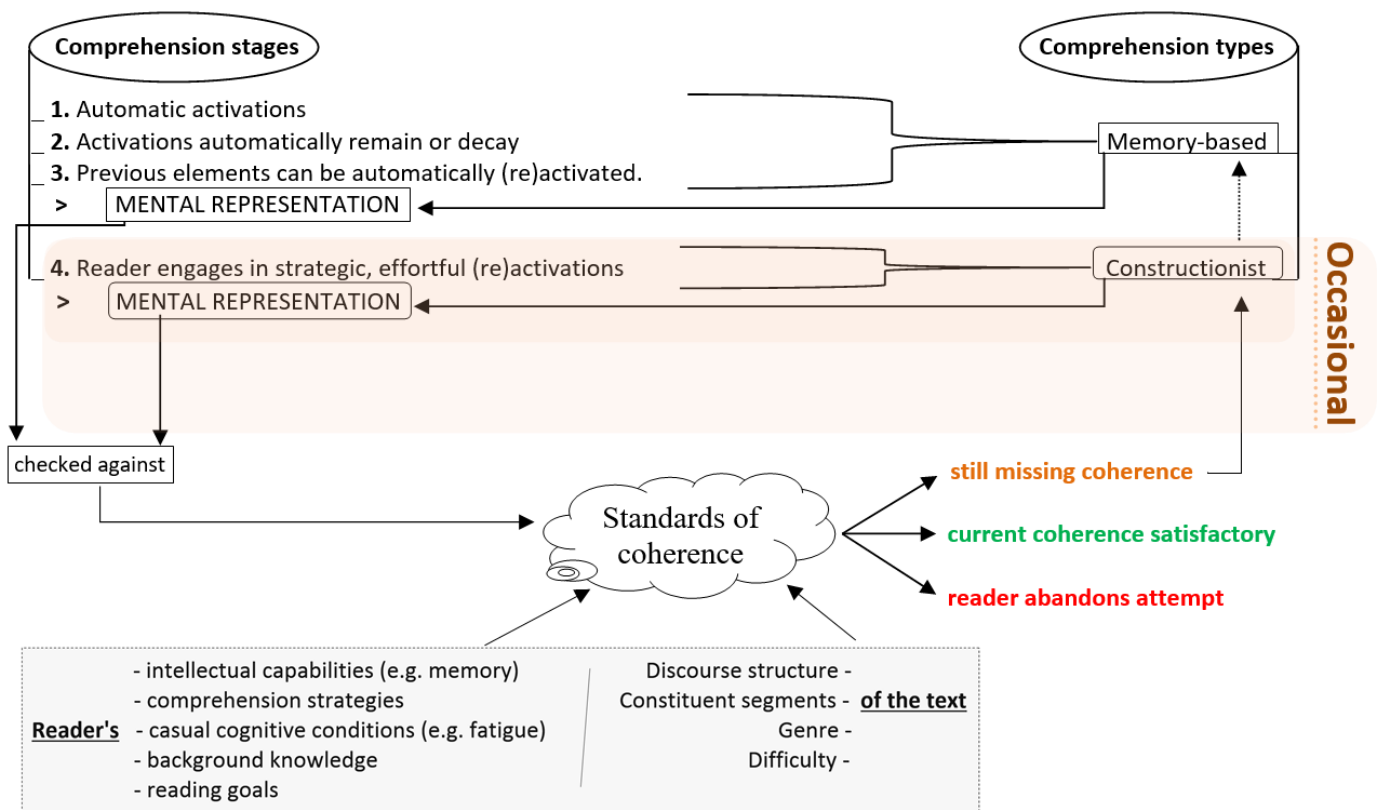 Comprehension stages
Comprehension types
1. Automatic activations
2. Activations automatically remain or decay
3. Previous elements can be automatically (re)activated.
Memory-based
> MENTAL REPRESENTATION
4. Reader engages in strategic, effortful (re)activations
Constructionist
> MENTAL REPRESENTATION
Occasional
checked against
Standards of
coherence
still missing coherence
current coherence satisfactory
reader abandons attempt
Reader's
- intellectual capabilities (e.g. memory)
- comprehension strategies
- casual cognitive conditions (e.g. fatigue)
- background knowledge
- reading goals
Discourse structure -
Constituent segments -
Genre -
Difficulty -
of the text